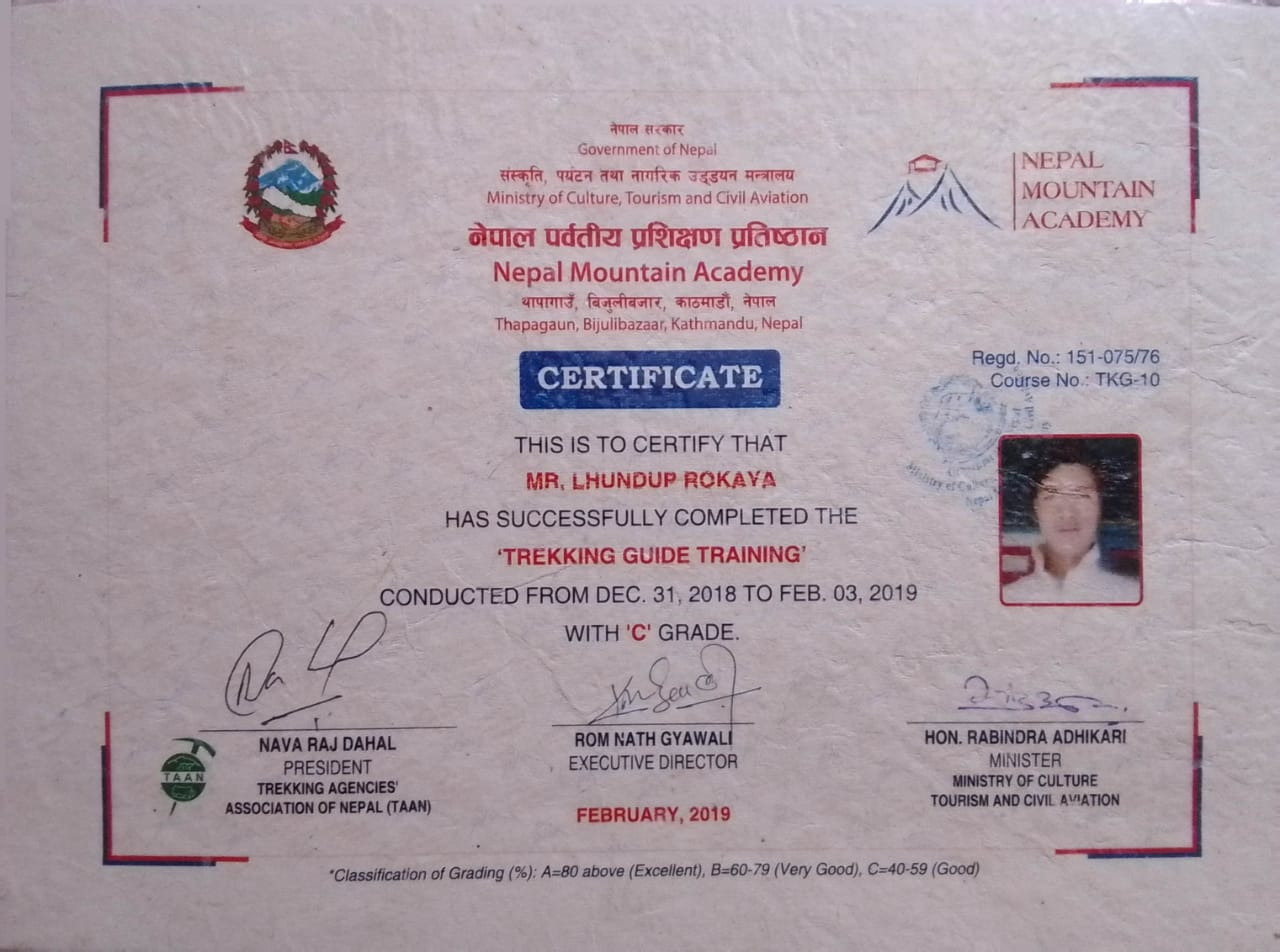 नेपाल सरकार
Government of Nepal
संस्कृति, पर्यटन तथा नागरिक उड्डयन मन्त्रालय
Ministry of Culture, Tourism and Civil Aviation
नेपाल पर्वतीय प्रशिक्षण प्रतिष्ठान
Nepal Mountain Academy
थापागाउँ, बिजुलीबजार, काठमाडौं, नेपाल
Thapagaun, Bijulibazaar, Kathmandu, Nepal
NEPAL
MOUNTAIN
ACADEMY
CERTIFICATE
Regd. No.: 151-075/76
Course No.: TKG-10
THIS IS TO CERTIFY THAT
MR. LHUNDUP ROKAYA
HAS SUCCESSFULLY COMPLETED THE
'TREKKING GUIDE TRAINING'
CONDUCTED FROM DEC. 31, 2018 TO FEB. 03, 2019
WITH 'C' GRADE.
Ministry of
Nepal
TAAN
NAVA RAJ DAHAL
PRESIDENT
TREKKING AGENCIES'
ASSOCIATION OF NEPAL (TAAN)
ROM NATH GYAWALI
EXECUTIVE DIRECTOR
HON. RABINDRA ADHIKARI
MINISTER
MINISTRY OF CULTURE
TOURISM AND CIVIL AVIATION
FEBRUARY, 2019
*Classification of Grading (%): A=80 above (Excellent), B=60-79 (Very Good), C=40-59 (Good)